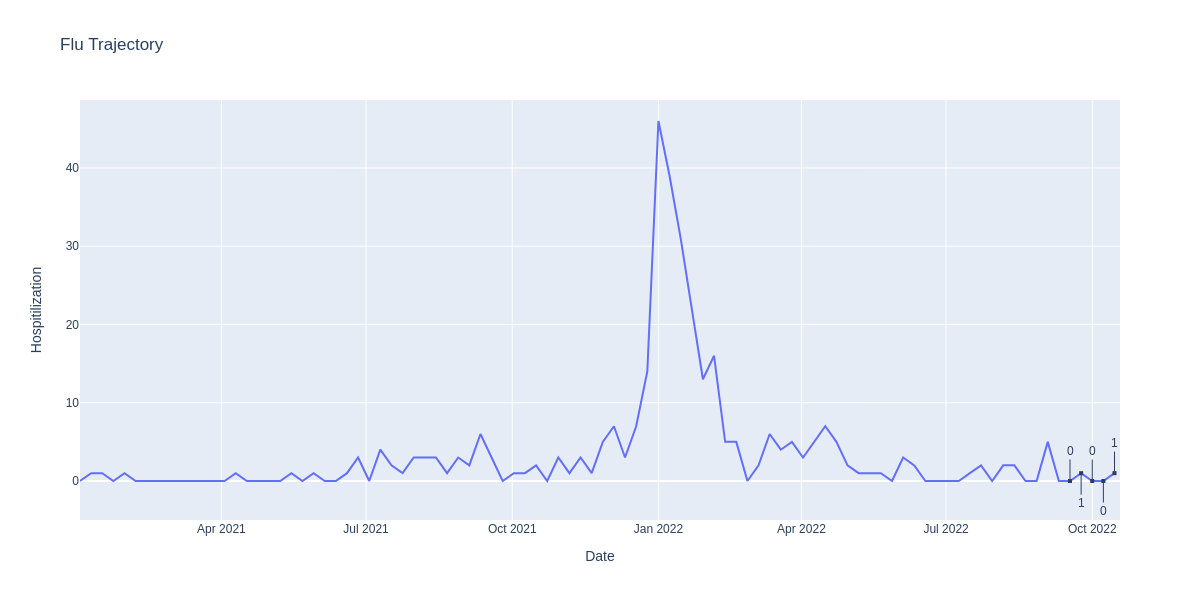 Flu Trajectory
Hospitilization
40
30
20
10
0
0
1
0
0
1
Apr 2021
Jul 2021
Oct 2021
Jan 2022
Apr 2022
Jul 2022
Oct 2022
Date